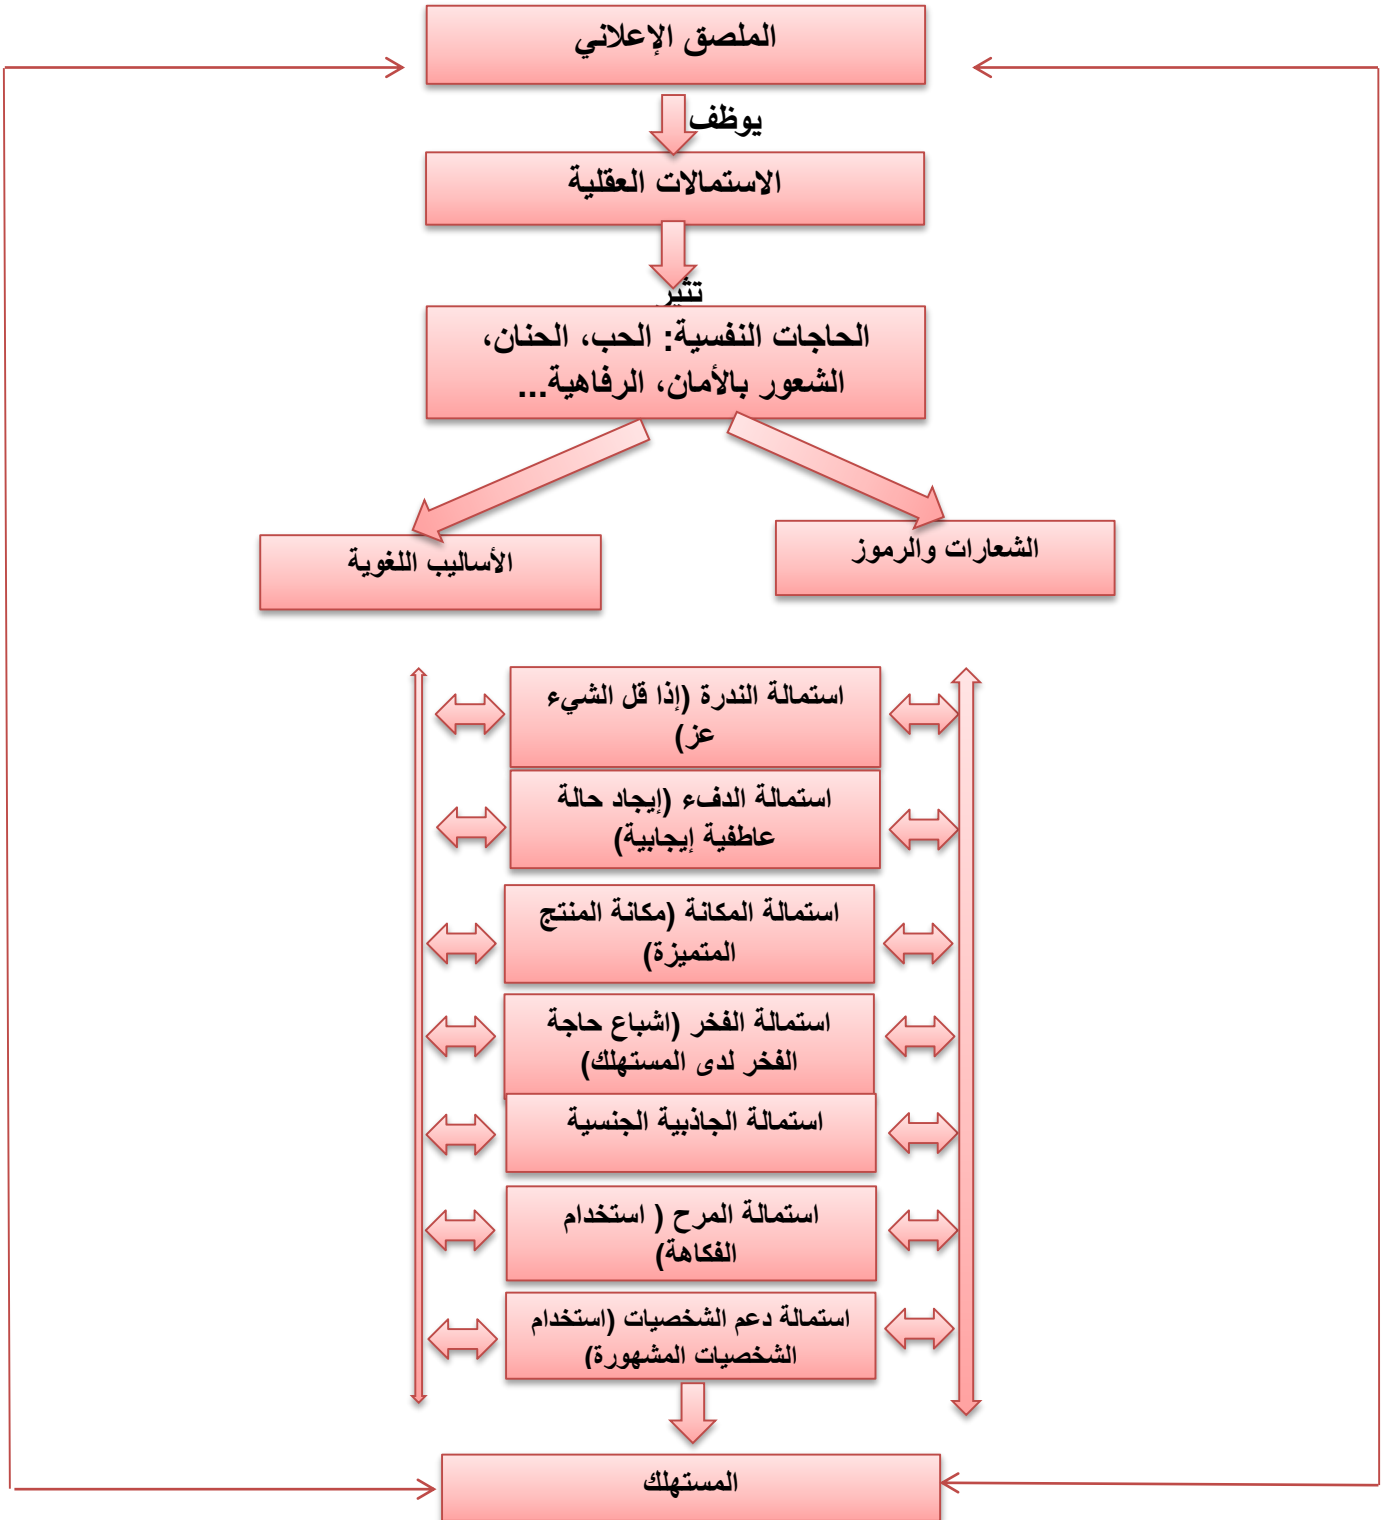 الملصق الإعلاني
يوظف
الاستمالات العقلية
تثير
الحاجات النفسية: الحب، الحنان،
الشعور بالأمان، الرفاهية...
الشعارات والرموز
الأساليب اللغوية
استمالة الندرة (إذا قل الشيء
عز)
استمالة الدفء (إيجاد حالة
عاطفية إيجابية)
استمالة المكانة (مكانة المنتج
المتميزة)
استمالة الفخر (اشباع حاجة
الفخر لدى المستهلك)
استمالة الجاذبية الجنسية
استمالة المرح ( استخدام
الفكاهة)
استمالة دعم الشخصيات (استخدام
الشخصيات المشهورة)
المستهلك